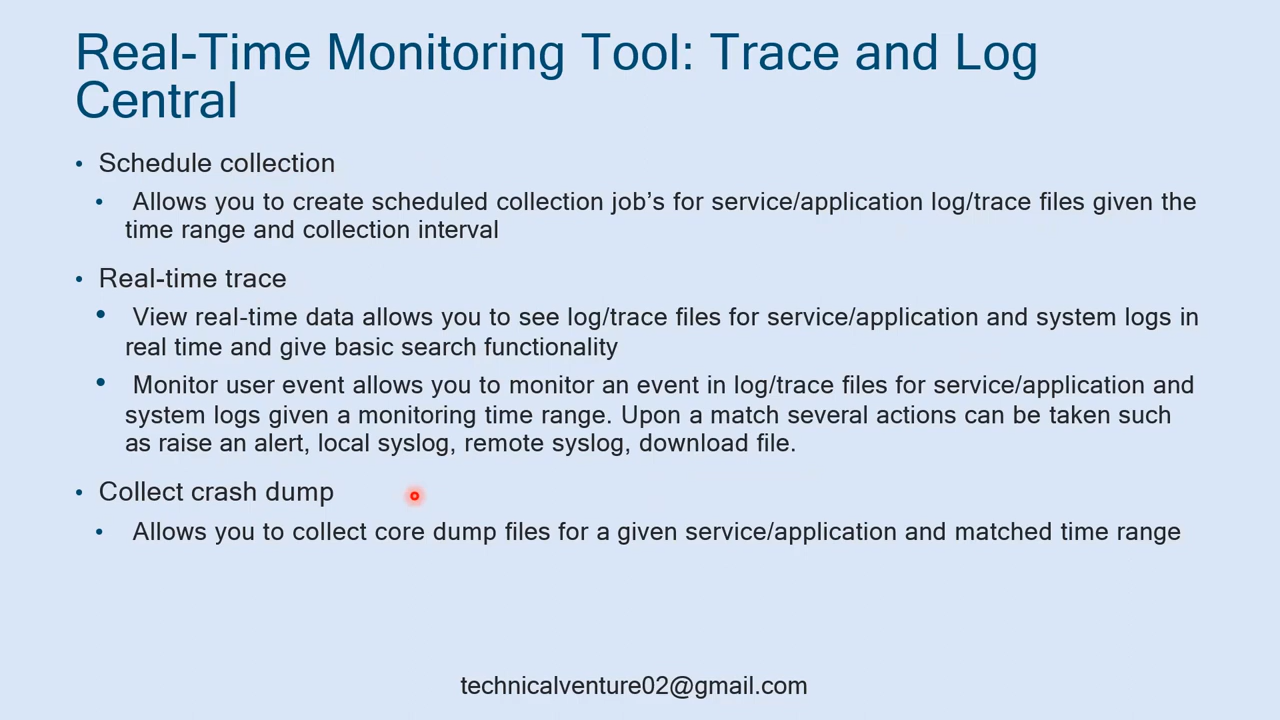 Real-Time Monitoring Tool: Trace and Log
Central
• Schedule collection
• Allows you to create scheduled collection job’s for service/application log/trace files given the
time range and collection interval
• Real-time trace
• View real-time data allows you to see log/trace files for service/application and system logs in
real time and give basic search functionality
• Monitor user event allows you to monitor an event in log/trace files for service/application and
system logs given a monitoring time range. Upon a match several actions can be taken such
as raise an alert, local syslog, remote syslog, download file.
• Collect crash dump
• Allows you to collect core dump files for a given service/application and matched time range
technicalventure02@gmail.com